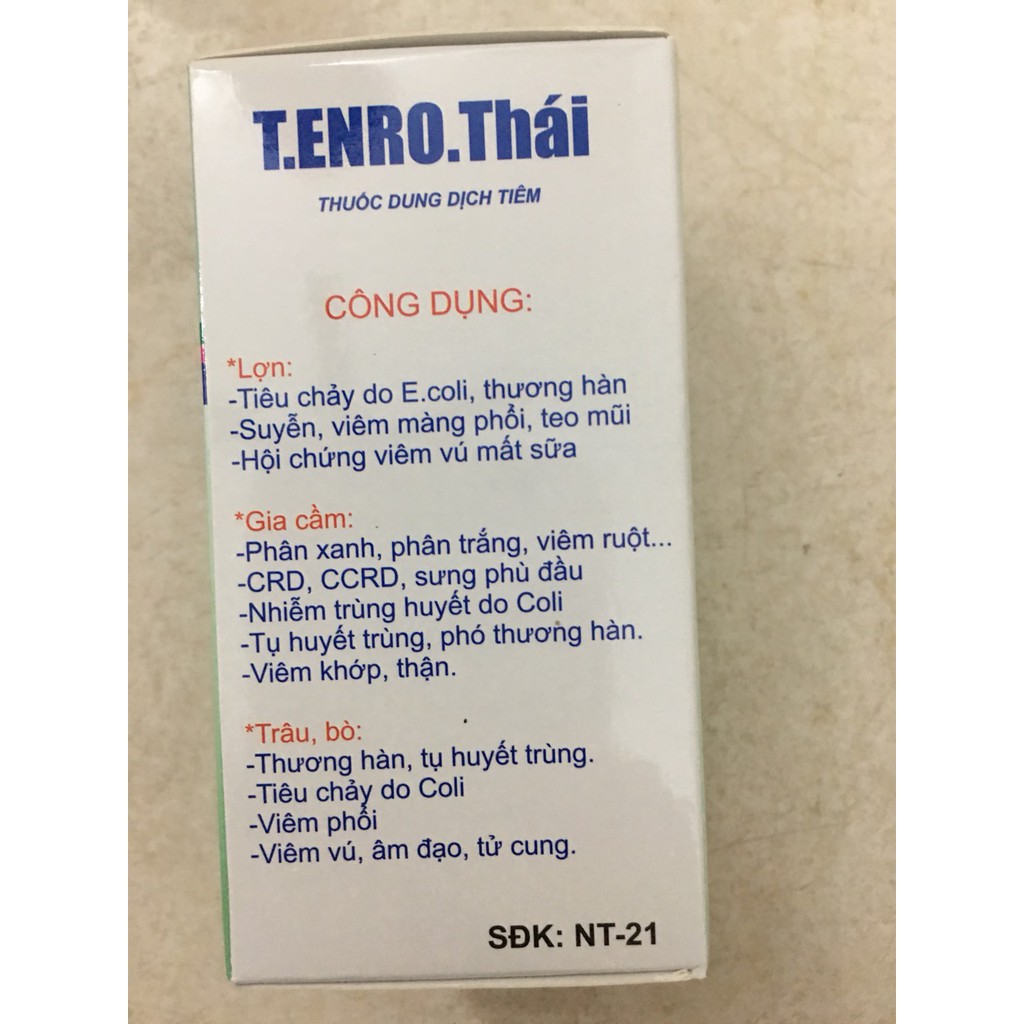 T.ENRO.Thái
THUỐC DUNG DỊCH TIÊM
CÔNG DỤNG:
*Lợn:
-Tiêu chảy do E.coli, thương hàn
-Suyễn, viêm màng phổi, teo mũi
-Hội chứng viêm vú mất sữa
*Gia cầm:
-Phân xanh, phân trắng, viêm ruột...
-CRD, CCRD, sưng phù đầu
-Nhiễm trùng huyết do Coli
-Tụ huyết trùng, phó thương hàn.
-Viêm khớp, thận.
*Trâu, bò:
-Thương hàn, tụ huyết trùng.
-Tiêu chảy do Coli
-Viêm phổi
-Viêm vú, âm đạo, tử cung.
SĐK: NT-21